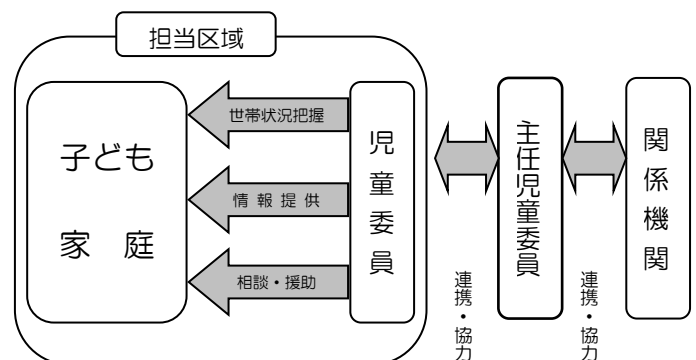 担当区域
子ども
家　庭
世帯状況把握
情 報 提 供
相談・援助
児童委員
主任児童委員
関係機関
連携・協力
連携・協力